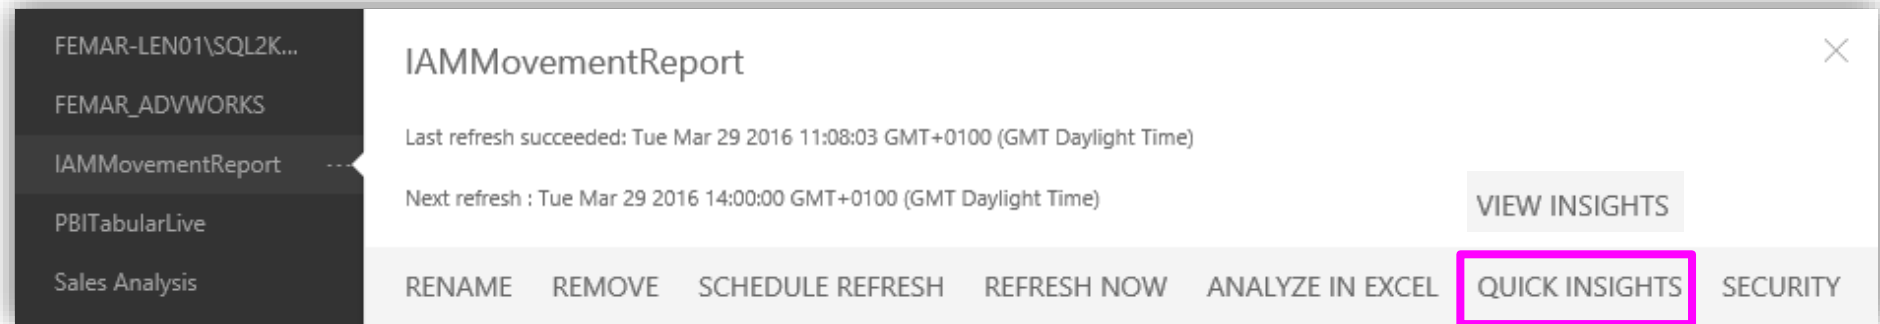 FEMAR-LEN01\SQL2K...
FEMAR_ADVWORKS
IAMMovementReport ...
PBITabularLive
Sales Analysis
IAMMovementReport
Last refresh succeeded: Tue Mar 29 2016 11:08:03 GMT+0100 (GMT Daylight Time)
Next refresh : Tue Mar 29 2016 14:00:00 GMT+0100 (GMT Daylight Time)
VIEW INSIGHTS
RENAME REMOVE SCHEDULE REFRESH REFRESH NOW ANALYZE IN EXCEL QUICK INSIGHTS SECURITY